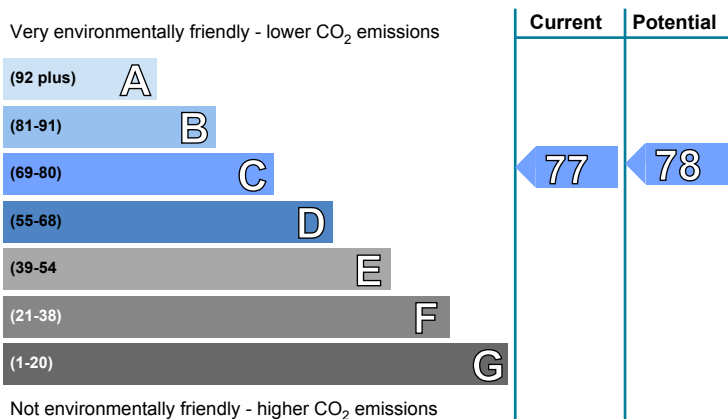 Current Potential
Very environmentally friendly - lower CO2 emissions
(92 plus) A
(81-91) B
(69-80) C 77 78
(55-68) D
(39-54 E
(21-38) F
(1-20) G
Not environmentally friendly - higher CO2 emissions